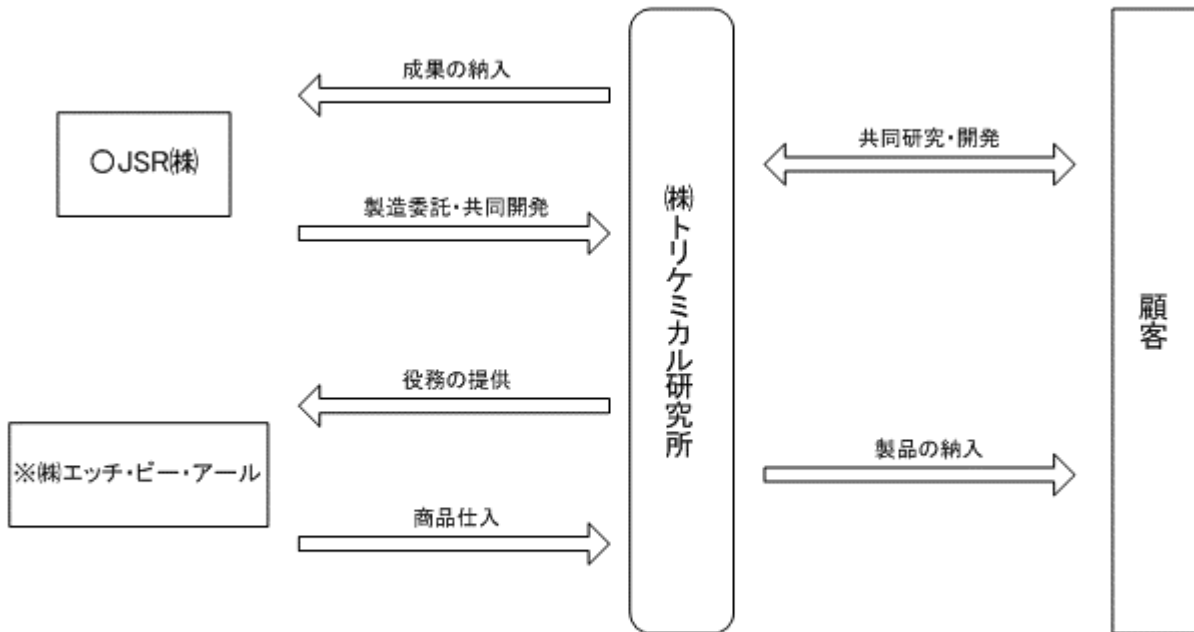 成果の納入
○JSR㈱
製造委託・共同開発
役務の提供
※㈱エッチ・ビー・アール
商品仕入
㈱トリケミカル研究所
共同研究・開発
製品の納入
顧客